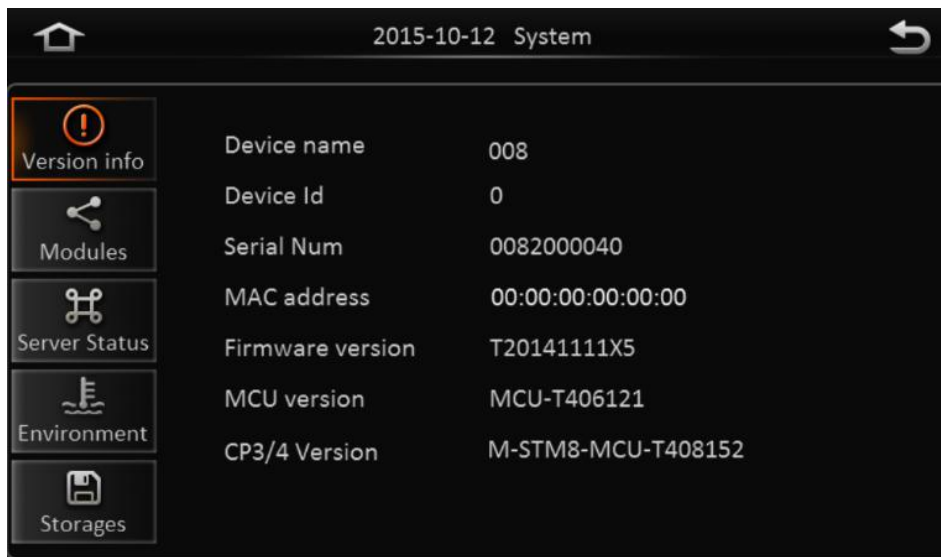 2015-10-12 System
Version info
Modules
Server Status
Environment
Storages
Device name 008
Device Id 0
Serial Num 0082000040
MAC address 00:00:00:00:00:00
Firmware version T20141111X5
MCU version MCU-T406121
CP3/4 Version M-STM8-MCU-T408152